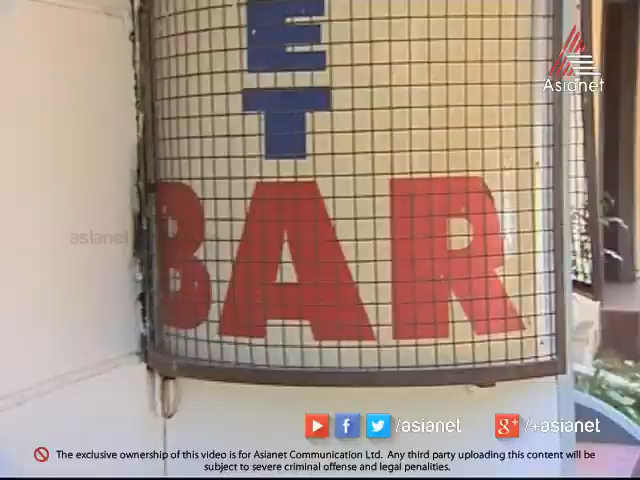 E
T
BAR
Asianet
asianet
/asianet
/+asianet
The exclusive ownership of this video is for Asianet Communication Ltd. Any third party uploading this content will be
subject to severe criminal offense and legal penalities.